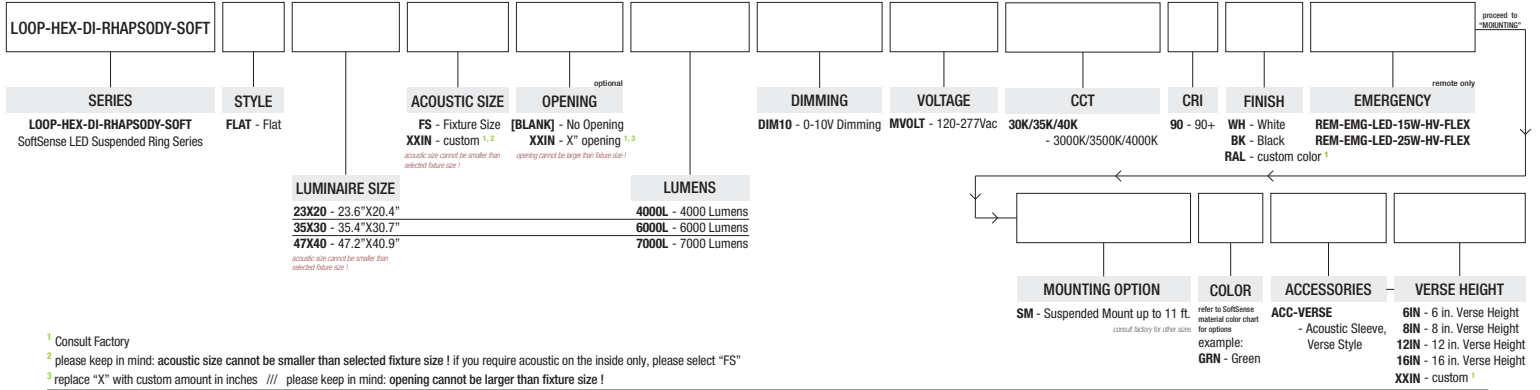 proceed to
"MOIUNTING"
LOOP-HEX-DI-RHAPSODY-SOFT
SERIES
LOOP-HEX-DI-RHAPSODY-SOFT
SoftSense LED Suspended Ring Series
STYLE
FLAT - Flat
LUMINAIRE SIZE
23X20 - 23.6”X20.4”
35X30 - 35.4”X30.7”
47X40 - 47.2”X40.9”
acoustic size cannot be smaller than
selected fixture size !
ACOUSTIC SIZE
FS - Fixture Size
XXIN - custom 1, 2
acoustic size cannot be smaller than
selected fixture size !
optional
OPENING
[BLANK] - No Opening
XXIN - X” opening 1, 3
opening cannot be larger than fixture size !
LUMENS
4000L - 4000 Lumens
6000L - 6000 Lumens
7000L - 7000 Lumens
DIMMING
DIM10 - 0-10V Dimming
VOLTAGE
MVOLT - 120-277Vac
CCT
30K/35K/40K
- 3000K/3500K/4000K
CRI
90 - 90+
FINISH
WH - White
BK - Black
RAL - custom color 1
remote only
EMERGENCY
REM-EMG-LED-15W-HV-FLEX
REM-EMG-LED-25W-HV-FLEX
MOUNTING OPTION
SM - Suspended Mount up to 11 ft.
consult factory for other sizes
COLOR
refer to SoftSense
material color chart
for options
example:
GRN - Green
ACCESSORIES
ACC-VERSE
- Acoustic Sleeve,
Verse Style
VERSE HEIGHT
6IN - 6 in. Verse Height
8IN - 8 in. Verse Height
12IN - 12 in. Verse Height
16IN - 16 in. Verse Height
XXIN - custom 1
1 Consult Factory
2 please keep in mind: acoustic size cannot be smaller than selected fixture size ! if you require acoustic on the inside only, please select “FS”
3 replace “X” with custom amount in inches /// please keep in mind: opening cannot be larger than fixture size !